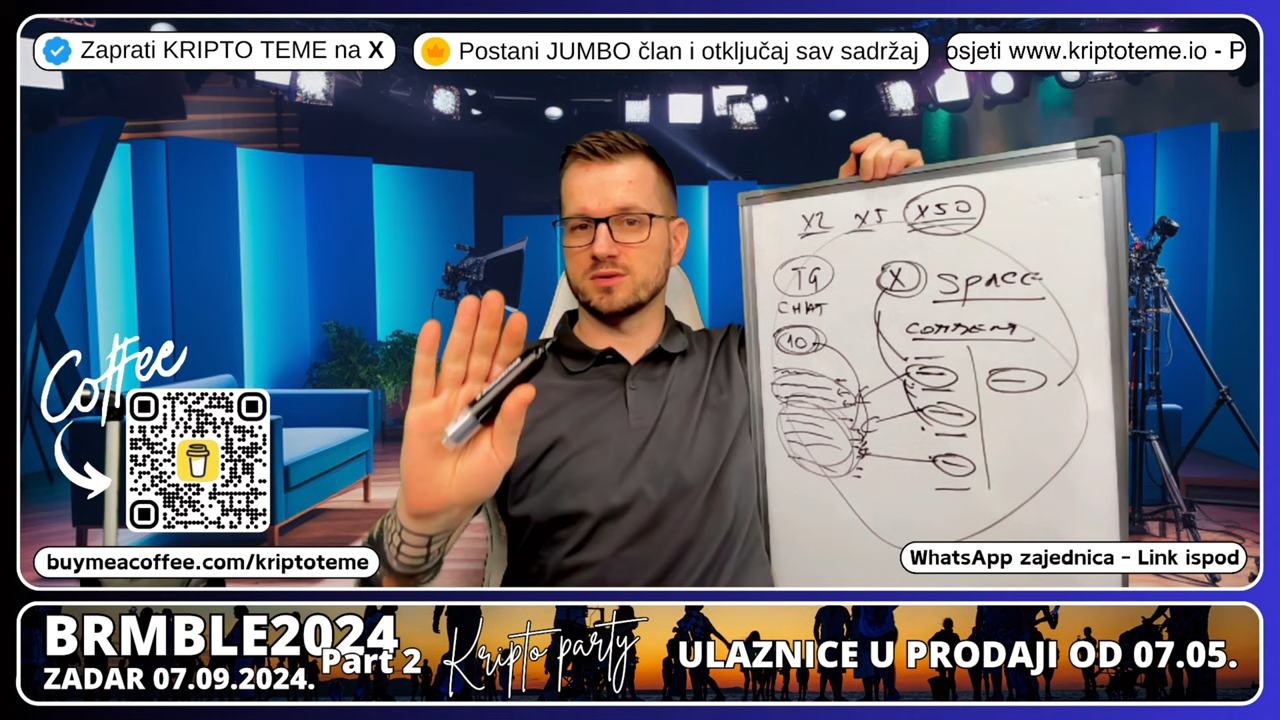 Zaprati KRIPTO TEME na X
Postani JUMBO član i otključaj sav sadržaj
osjeti www.kriptoteme.io - P
X2 X5 X50
TG
X SPACE
CHAT
COMMENT
10
Coffee
buymeacoffee.com/kriptoteme
WhatsApp zajednica – Link ispod
BRMBLE2024
Part 2
ZADAR 07.09.2024.
Kripto party
ULAZNICE U PRODAJI OD 07.05.